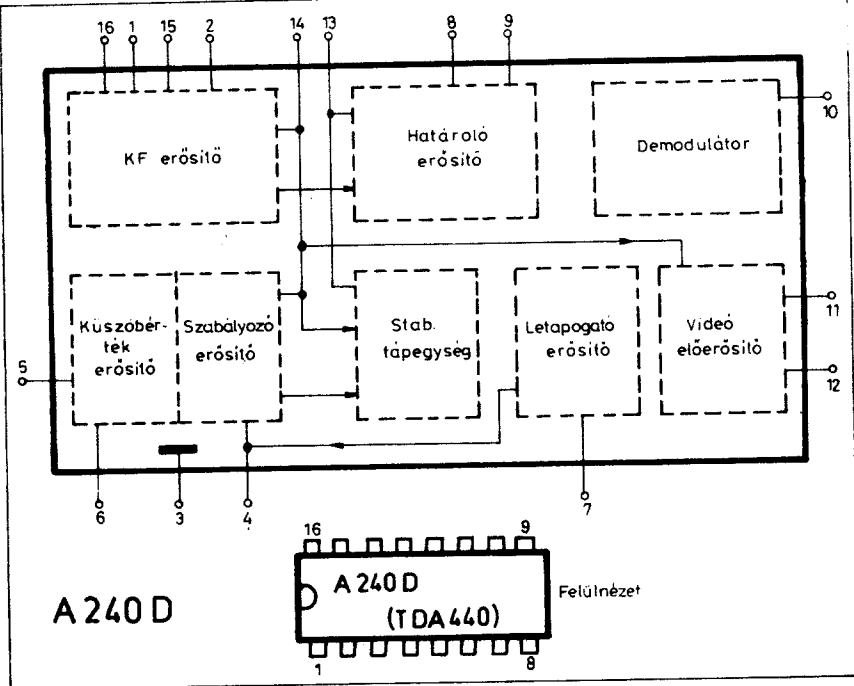 16 1 15 2 14 13 8 9
10
KF erősítő
Határoló
erősítő
Demodulátor
Küszöbér-
ték
erősítő
Szabályozó
erősítő
Stab.
tápegység
Letapogató
erősítő
Videó
előerősítő
11
5
12
6 3 4 7
16 9
A 240 D
(TDA440)
Felülnézet
A 240 D
1 8